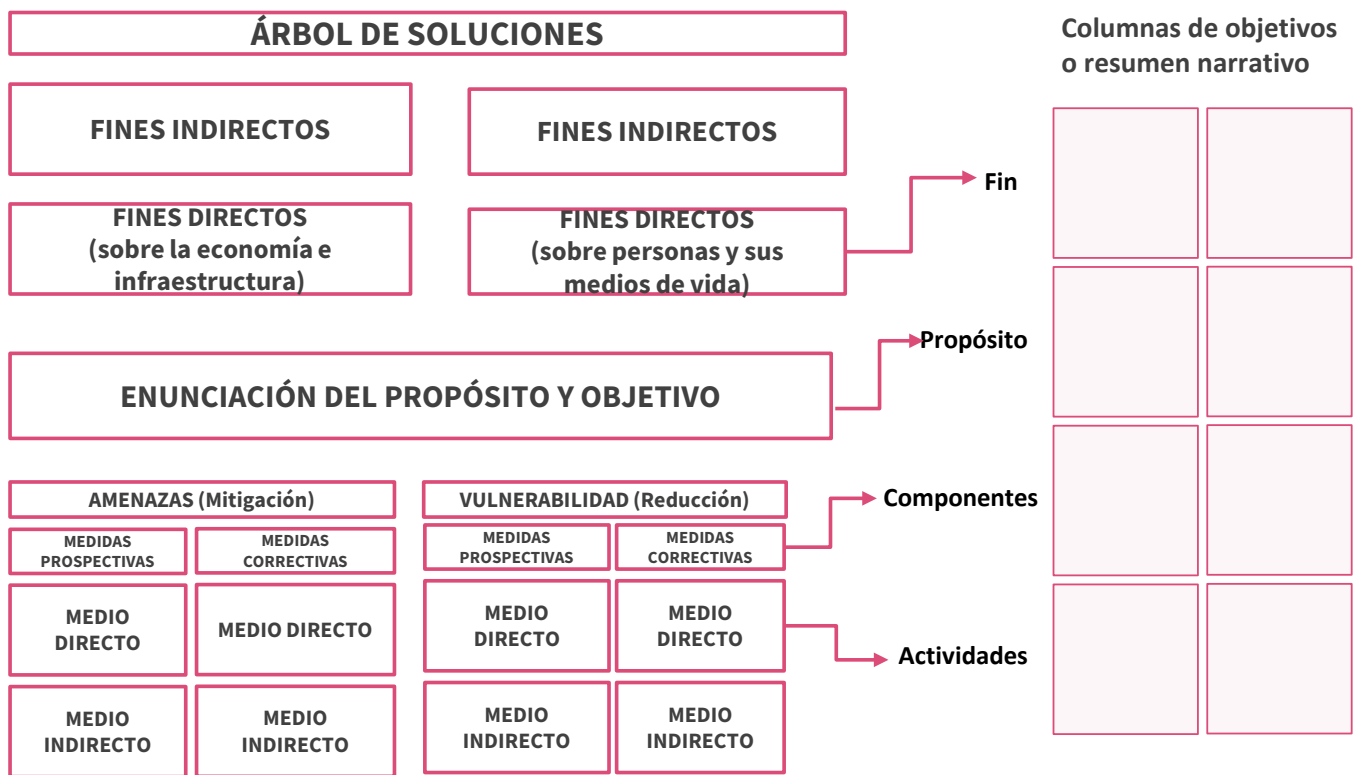 ÁRBOL DE SOLUCIONES
Columnas de objetivos
o resumen narrativo
FINES INDIRECTOS
FINES INDIRECTOS
Fin
FINES DIRECTOS
(sobre la economía e
infraestructura)
FINES DIRECTOS
(sobre personas y sus
medios de vida)
Propósito
ENUNCIACIÓN DEL PROPÓSITO Y OBJETIVO
AMENAZAS (Mitigación)
VULNERABILIDAD (Reducción)
Componentes
MEDIDAS
PROSPECTIVAS
MEDIDAS
CORRECTIVAS
MEDIDAS
PROSPECTIVAS
MEDIDAS
CORRECTIVAS
MEDIO
DIRECTO
MEDIO DIRECTO
MEDIO
DIRECTO
MEDIO
DIRECTO
Actividades
MEDIO
INDIRECTO
MEDIO
INDIRECTO
MEDIO
INDIRECTO
MEDIO
INDIRECTO